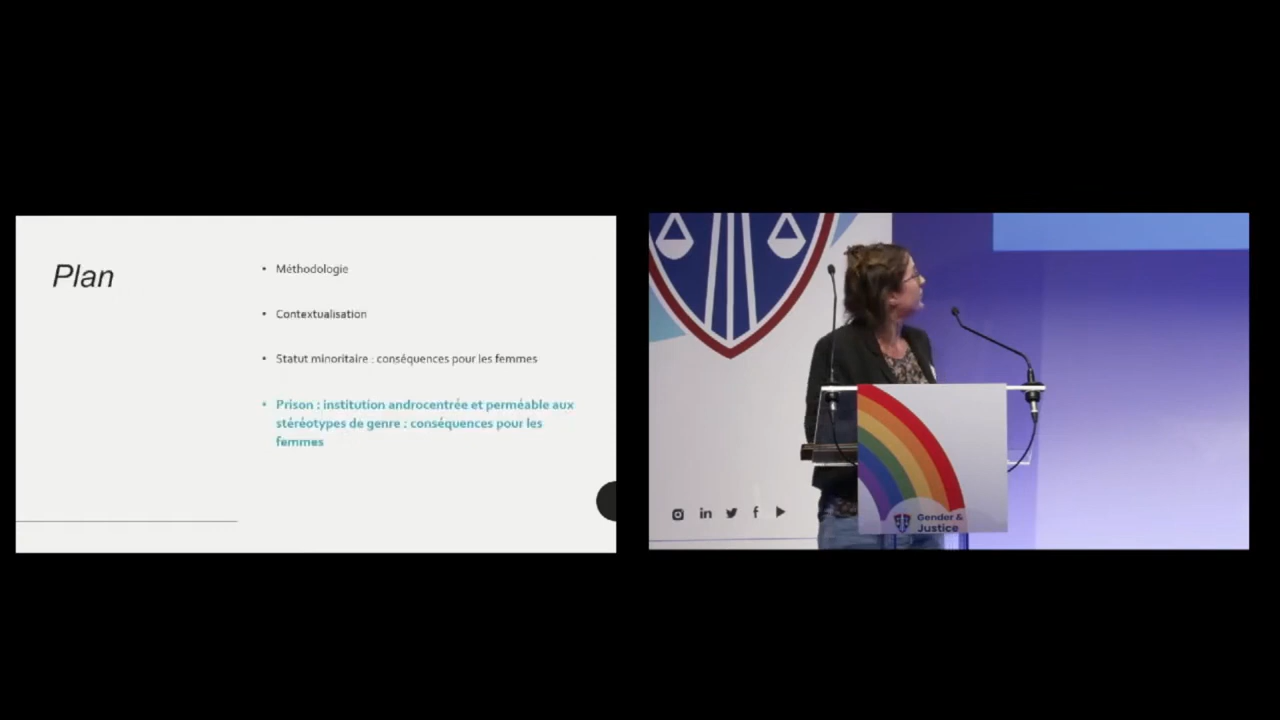 Plan
• Méthodologie
• Contextualisation
• Statut minoritaire : conséquences pour les femmes
• Prison : institution androcentrée et perméable aux
stéréotypes de genre : conséquences pour les
femmes
Gender &
Justice